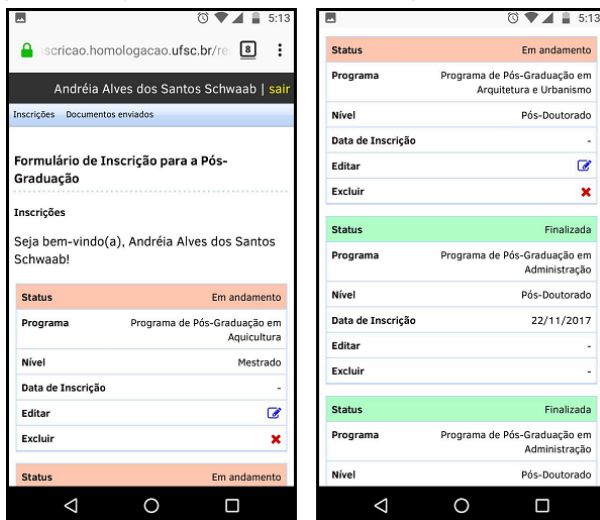 5:13
scricao.homologacao.ufsc.br/re 8
Andréia Alves dos Santos Schwaab | sair
Inscrições Documentos enviados
Formulário de Inscrição para a Pós-
Graduação
Inscrições
Seja bem-vindo(a), Andréia Alves dos Santos
Schwaab!
Status Em andamento
Programa Programa de Pós-Graduação em
Aquicultura
Nível Mestrado
Data de Inscrição -
Editar
Excluir
Status Em andamento
5:13
Status Em andamento
Programa Programa de Pós-Graduação em
Arquitetura e Urbanismo
Nível Pós-Doutorado
Data de Inscrição -
Editar
Excluir
Status Finalizada
Programa Programa de Pós-Graduação em
Administração
Nível Pós-Doutorado
Data de Inscrição 22/11/2017
Editar -
Excluir -
Status Finalizada
Programa Programa de Pós-Graduação em
Administração
Nível Pós-Doutorado